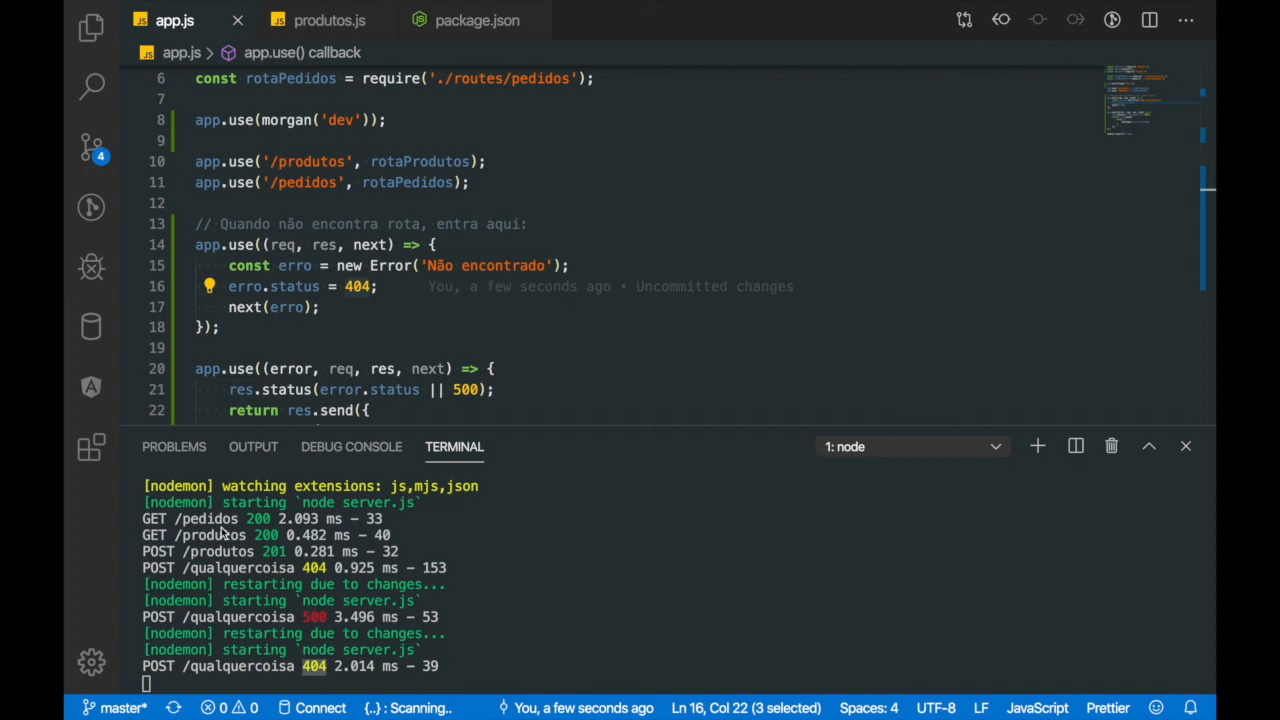 app.js
produtos.js
package.json
app.js > app.use() callback
6 const rotaPedidos = require('./routes/pedidos');
7
8 app.use(morgan('dev'));
9
10 app.use('/produtos', rotaProdutos);
11 app.use('/pedidos', rotaPedidos);
12
13 // Quando não encontra rota, entra aqui:
14 app.use((req, res, next) => {
15 const erro = new Error('Não encontrado');
16 erro.status = 404; You, a few seconds ago • Uncommitted changes
17 next(erro);
18 });
19
20 app.use((error, req, res, next) => {
21 res.status(error.status || 500);
22 return res.send({
4
PROBLEMS OUTPUT DEBUG CONSOLE TERMINAL 1: node
[nodemon] watching extensions: js,mjs,json
[nodemon] starting `node server.js`
GET /pedidos 200 2.093 ms - 33
GET /produtos 200 0.482 ms - 40
POST /produtos 201 0.281 ms - 32
POST /qualquercoisa 404 0.925 ms - 153
[nodemon] restarting due to changes...
[nodemon] starting `node server.js`
POST /qualquercoisa 500 3.496 ms - 53
[nodemon] restarting due to changes...
[nodemon] starting `node server.js`
POST /qualquercoisa 404 2.014 ms - 39
master* 0 0 Connect {..} : Scanning.. You, a few seconds ago Ln 16, Col 22 (3 selected) Spaces: 4 UTF-8 LF JavaScript Prettier